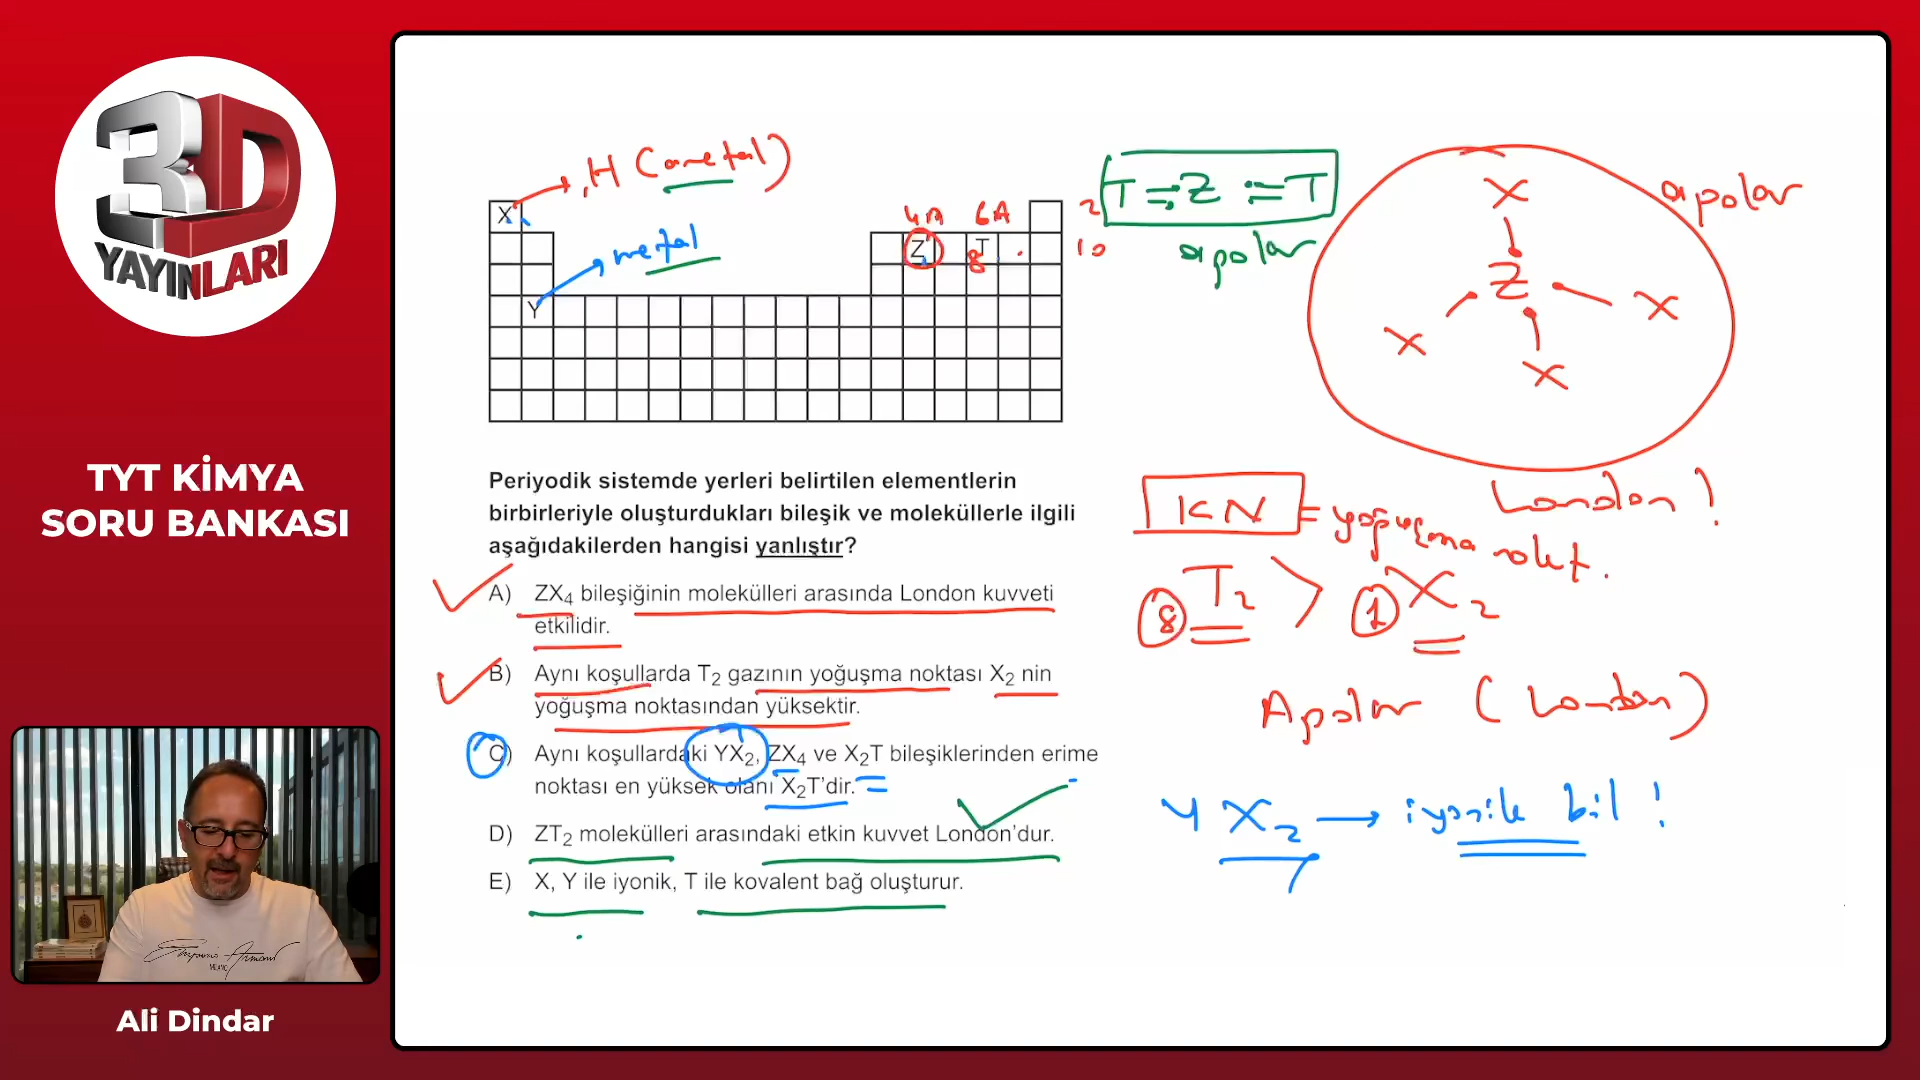 3D
YAYINLARI
TYT KİMYA
SORU BANKASI
Ali Dindar
H (ametal)
metal
X
Y
Z
T
4A
6A
8
2
10
T = Z = T
apolar
X
Z
X
X
X
apolar
London !
Periyodik sistemde yerleri belirtilen elementlerin
birbirleriyle oluşturdukları bileşik ve moleküllerle ilgili
aşağıdakilerden hangisi yanlıştır?
A) ZX₄ bileşiğinin molekülleri arasında London kuvveti
etkilidir.
B) Aynı koşullarda T₂ gazının yoğuşma noktası X₂ nin
yoğuşma noktasından yüksektir.
C) Aynı koşullardaki YX₂, ZX₄ ve X₂T bileşiklerinden erime
noktası en yüksek olanı X₂T'dir.
D) ZT₂ molekülleri arasındaki etkin kuvvet London'dur.
E) X, Y ile iyonik, T ile kovalent bağ oluşturur.
KN = yoğuşma nokt.
8 T₂ > 1 X₂
Apolar (London)
YX₂ → iyonik bil !